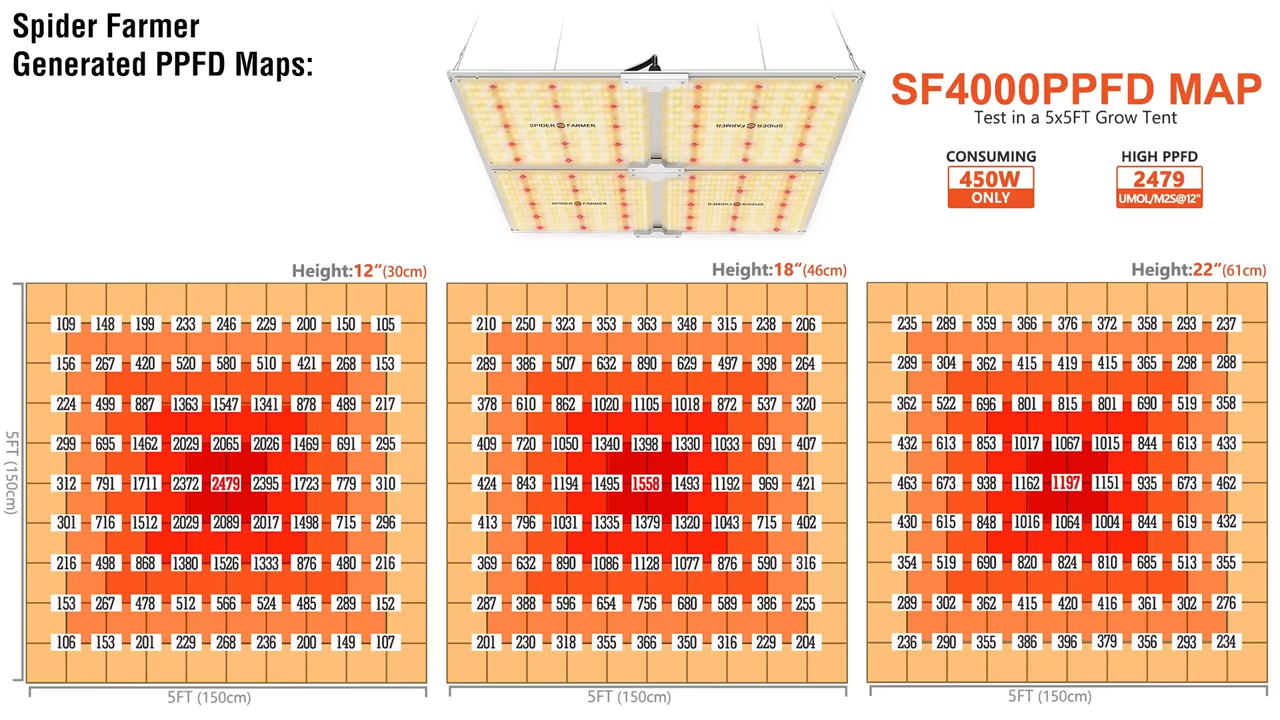 Spider Farmer
Generated PPFD Maps:
SPIDER FARMER
SPIDER FARMER
SPIDER FARMER
SPIDER FARMER
SF4000PPFD MAP
Test in a 5x5FT Grow Tent
CONSUMING
450W
ONLY
HIGH PPFD
2479
UMOL/M2S@12"
Height:12“(30cm)
109 148 199 233 246 229 200 150 105
156 267 420 520 580 510 421 268 153
224 499 887 1363 1547 1341 878 489 217
299 695 1462 2029 2065 2026 1469 691 295
312 791 1711 2372 2479 2395 1723 779 310
301 716 1512 2029 2089 2017 1498 715 296
216 498 868 1380 1526 1333 876 480 216
153 267 478 512 566 524 485 289 152
106 153 201 229 268 236 200 149 107
5FT (150cm)
5FT (150cm)
Height:18“(46cm)
210 250 323 353 363 348 315 238 206
289 386 507 632 890 629 497 398 264
378 610 862 1020 1105 1018 872 537 320
409 720 1050 1340 1398 1330 1033 691 407
424 843 1194 1495 1558 1493 1192 969 421
413 796 1031 1335 1379 1320 1043 715 402
369 632 890 1086 1128 1077 876 590 316
287 388 596 654 756 680 589 386 255
201 230 318 355 366 350 316 229 204
5FT (150cm)
Height:22“(61cm)
235 289 359 366 376 372 358 293 237
289 304 362 415 419 415 365 298 288
362 522 696 801 815 801 690 519 358
432 613 853 1017 1067 1015 844 613 433
463 673 938 1162 1197 1151 935 673 462
430 615 848 1016 1064 1004 844 619 432
354 519 690 820 824 810 685 513 355
289 302 362 415 420 416 361 302 276
236 290 355 386 396 379 356 293 234
5FT (150cm)